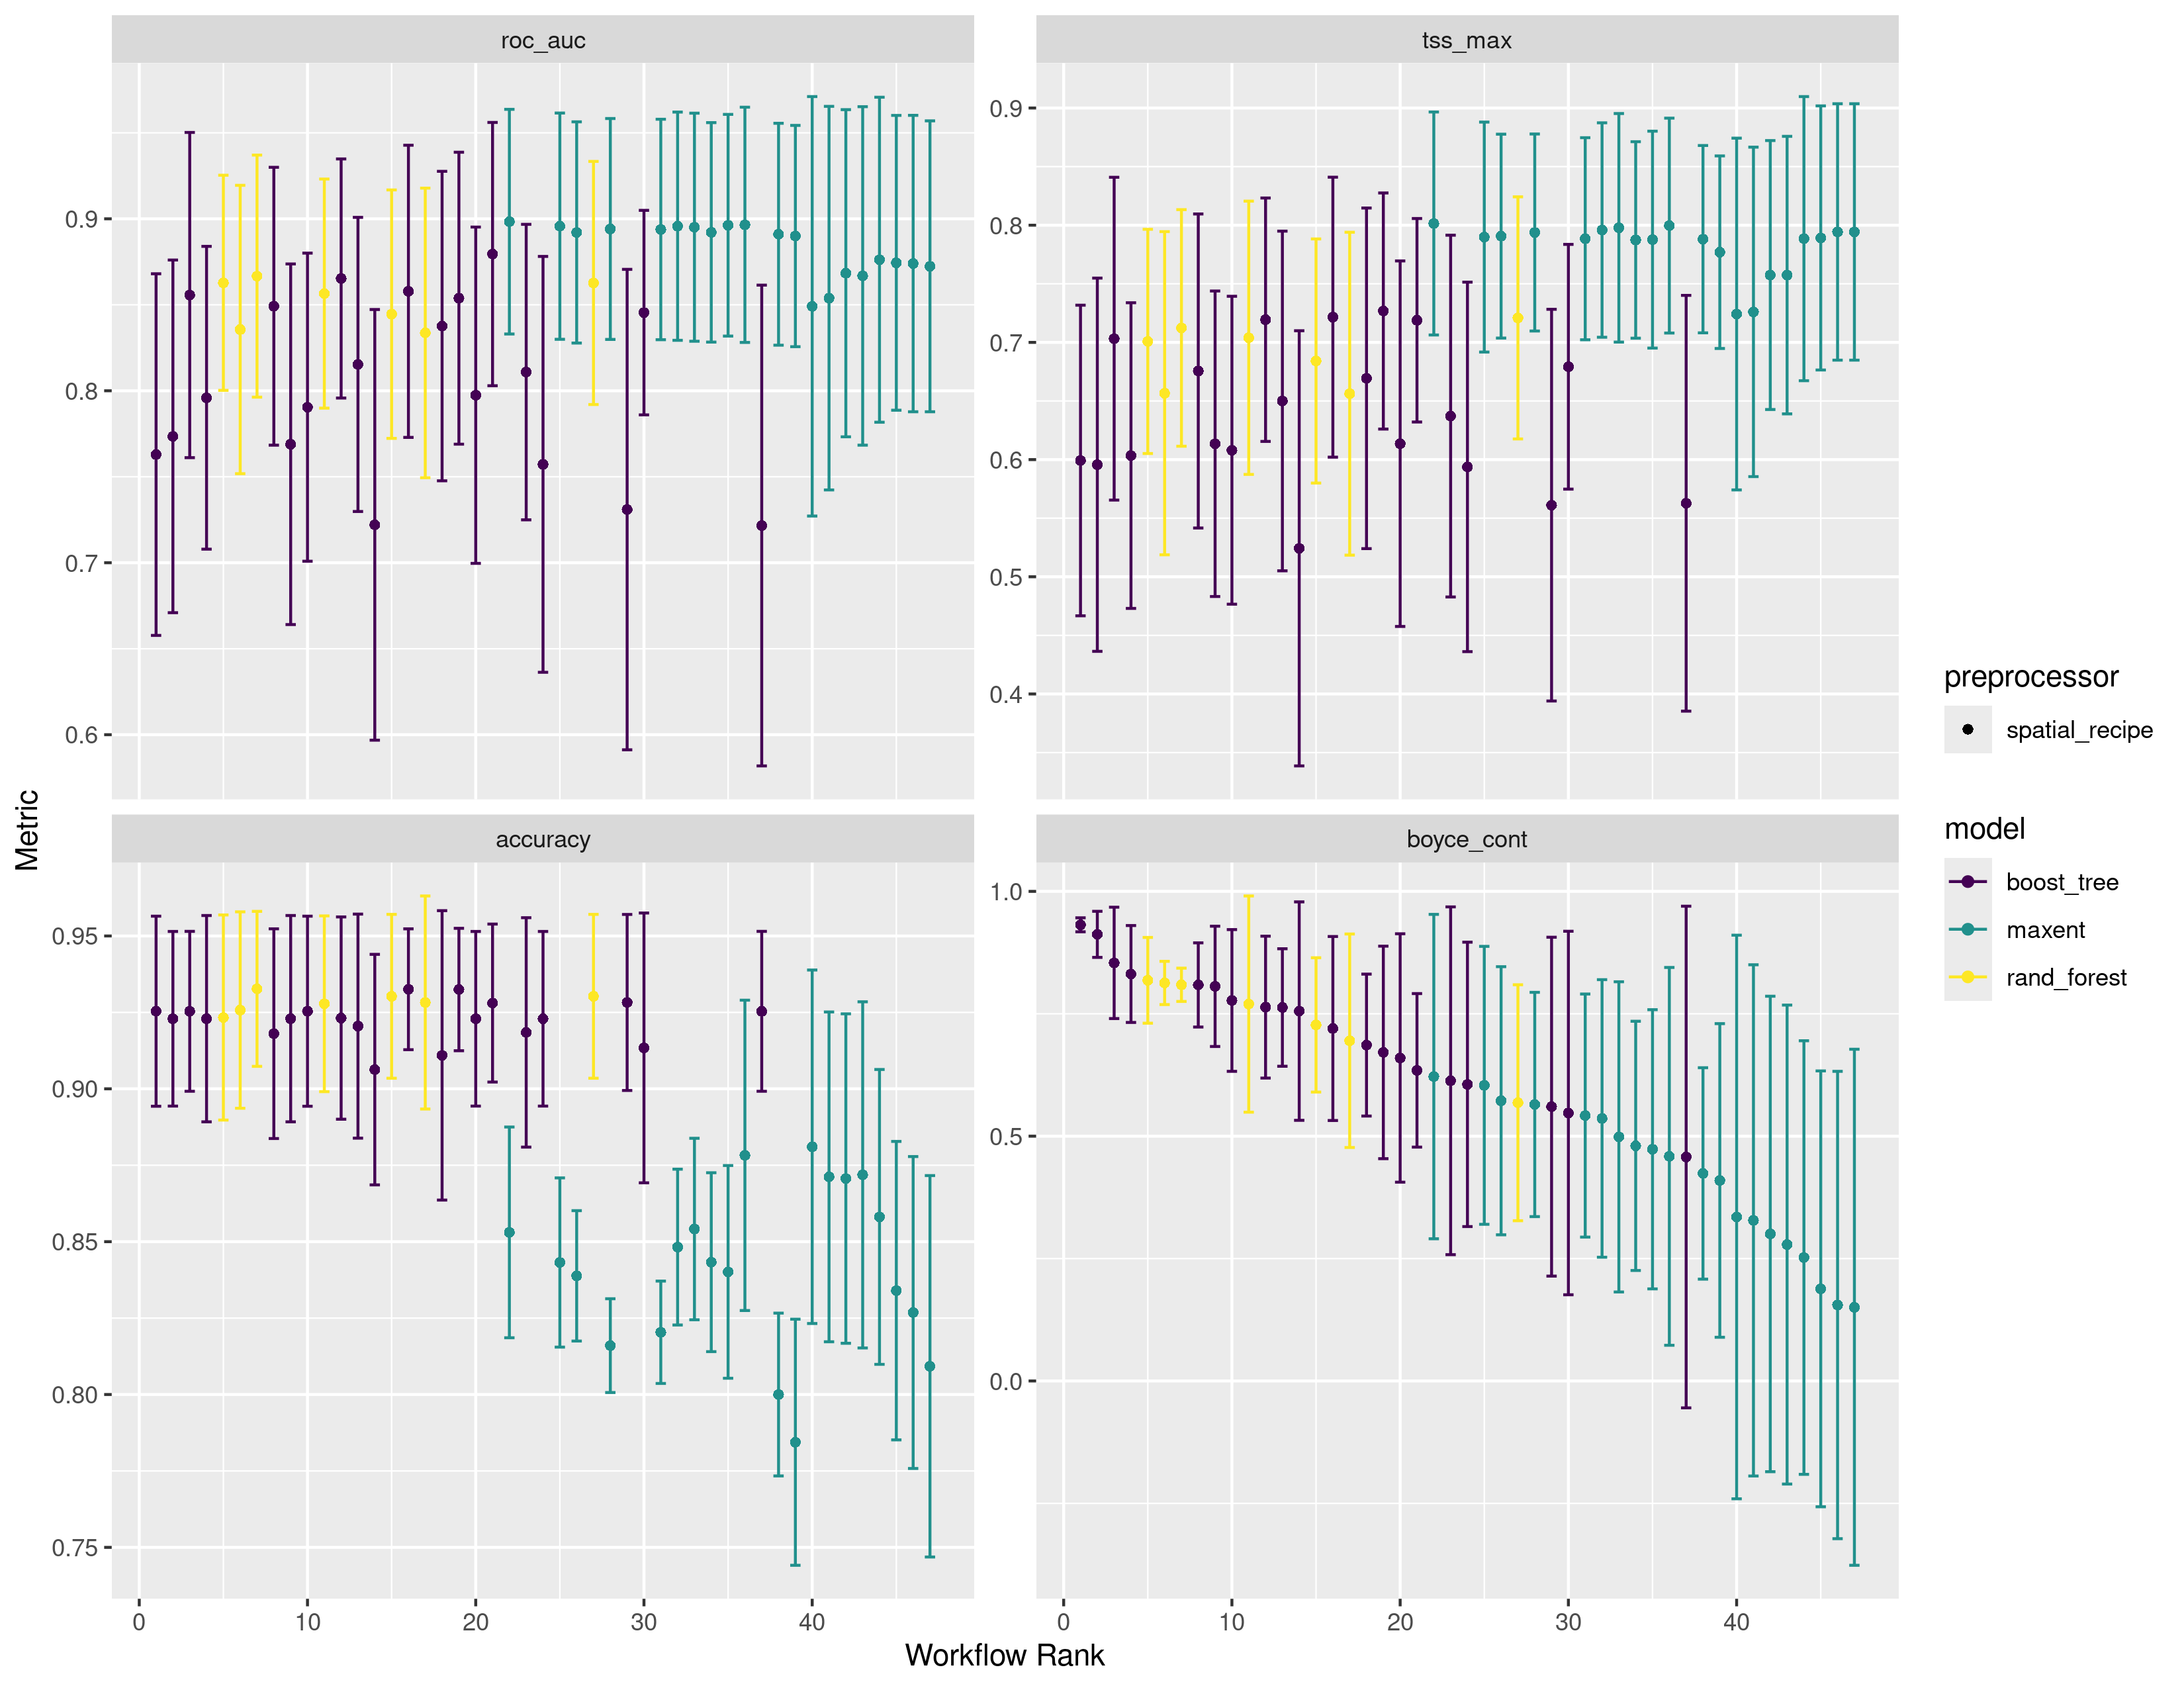 roc_auc
tss_max
0.9
0.8
0.7
0.6
0.9
0.8
0.7
0.6
0.5
0.4
accuracy
boyce_cont
0.95
0.90
0.85
0.80
0.75
1.0
0.5
0.0
0 10 20 30 40
0 10 20 30 40
Workflow Rank
Metric
preprocessor
spatial_recipe
model
boost_tree
maxent
rand_forest